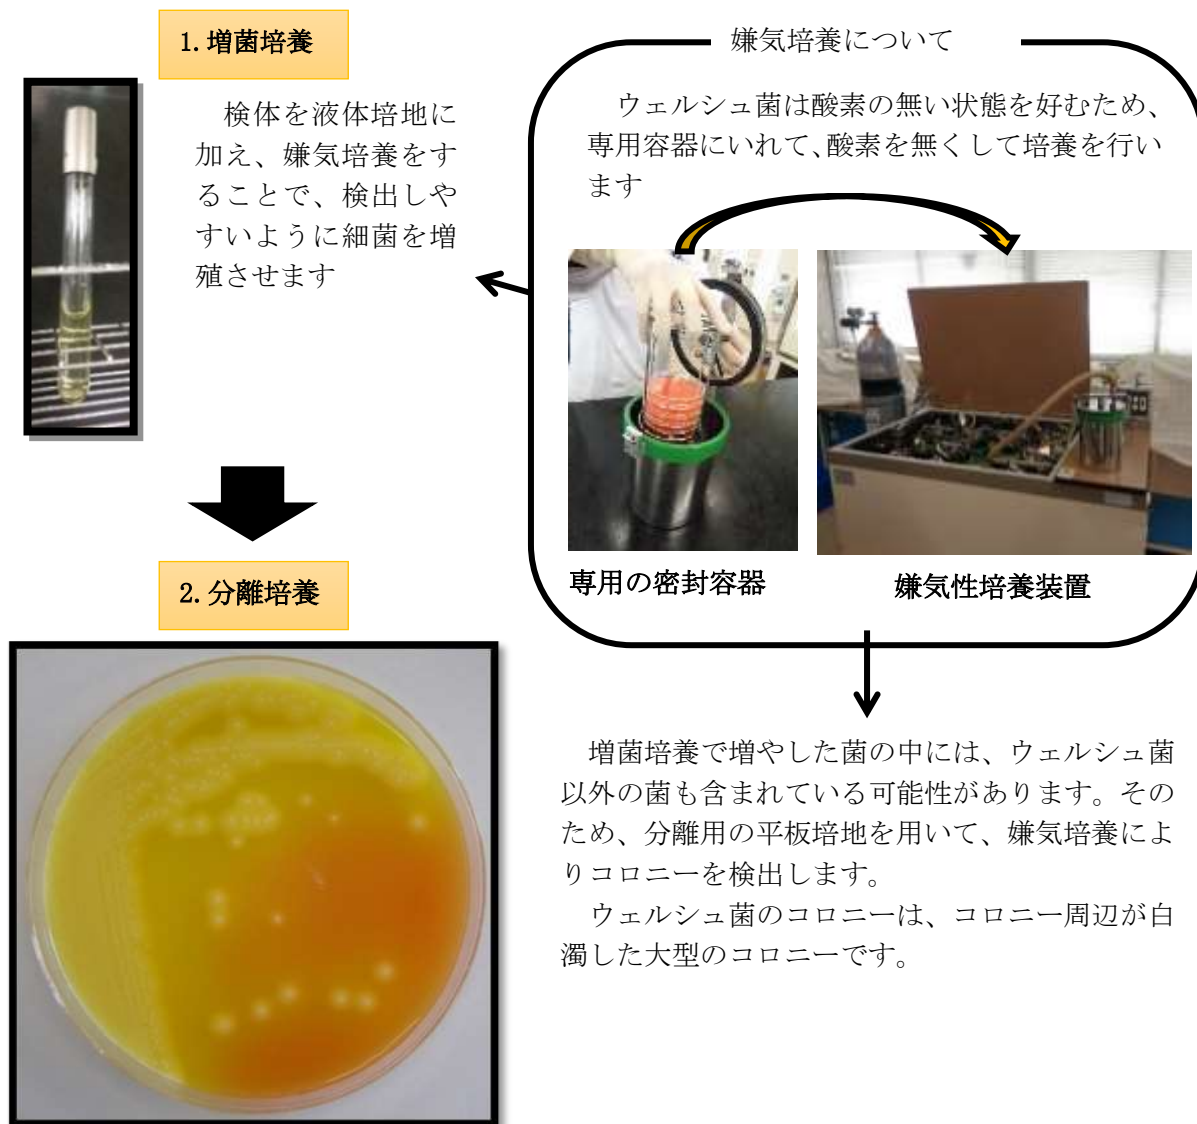 1.増菌培養
検体を液体培地に
加え、嫌気培養をす
ることで、検出しや
すいように細菌を増
殖させます
嫌気培養について
ウェルシュ菌は酸素の無い状態を好むため、
専用容器にいれて、酸素を無くして培養を行い
ます
専用の密封容器
嫌気性培養装置
2.分離培養
増菌培養で増やした菌の中には、ウェルシュ菌
以外の菌も含まれている可能性があります。そ
のため、分離用の平板培地を用いて、嫌気培養によ
りコロニーを検出します。
ウェルシュ菌のコロニーは、コロニー周辺が白
濁した大型のコロニーです。